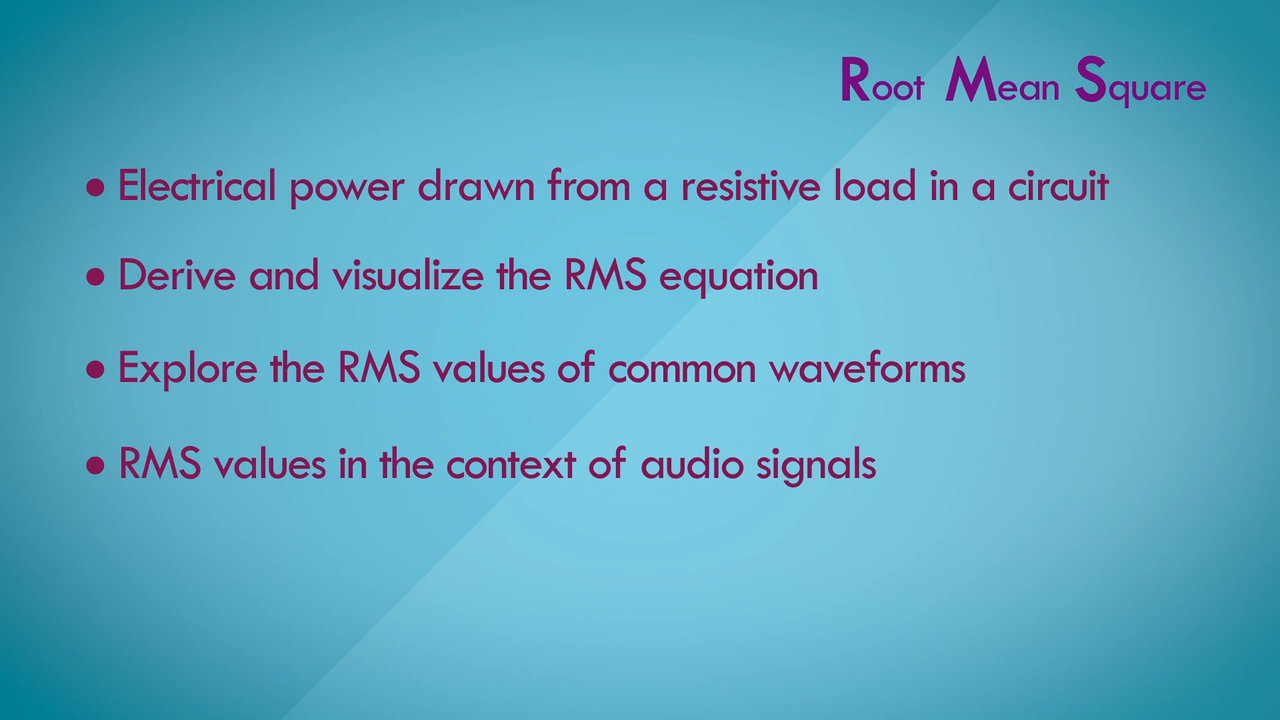 Root Mean Square
• Electrical power drawn from a resistive load in a circuit
• Derive and visualize the RMS equation
• Explore the RMS values of common waveforms
• RMS values in the context of audio signals